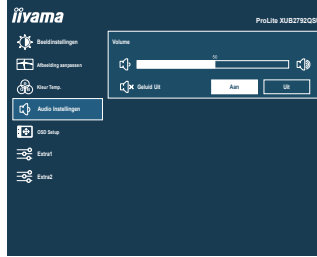 iiyama
ProLite XUB2792QSU
Beeldinstellingen
Volume
Afbeelding aanpassen
50
Kleur Temp.
Geluid Uit
Aan
Uit
Audio Instellingen
OSD Setup
Extra1
Extra2